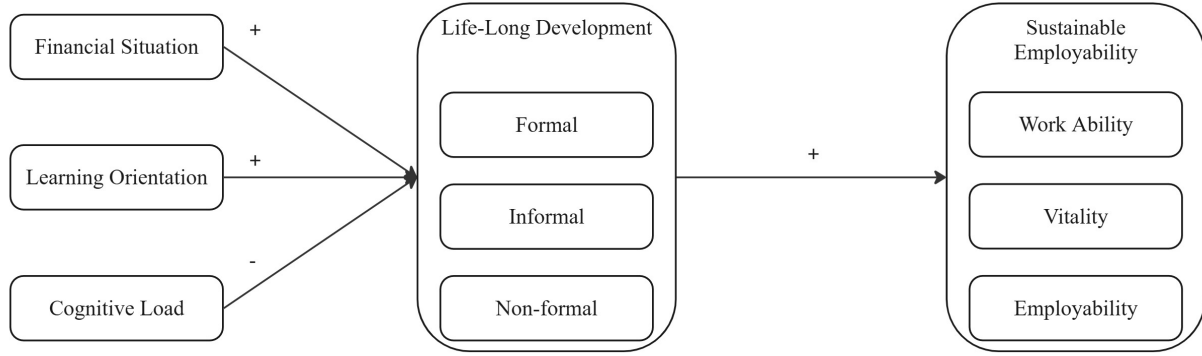 Financial Situation
+
Learning Orientation
+
Cognitive Load
-
Life-Long Development
Formal
Informal
Non-formal
+
Sustainable
Employability
Work Ability
Vitality
Employability